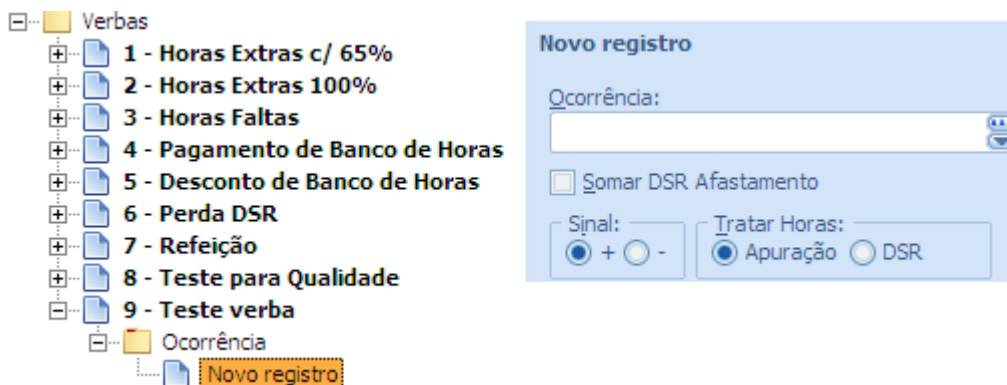 Verbas
1 - Horas Extras c/ 65%
2 - Horas Extras 100%
3 - Horas Faltas
4 - Pagamento de Banco de Horas
5 - Desconto de Banco de Horas
6 - Perda DSR
7 - Refeição
8 - Teste para Qualidade
9 - Teste verba
Ocorrência
Novo registro
Novo registro
Ocorrência:
Somar DSR Afastamento
Sinal:
+ -
Tratar Horas:
Apuração DSR